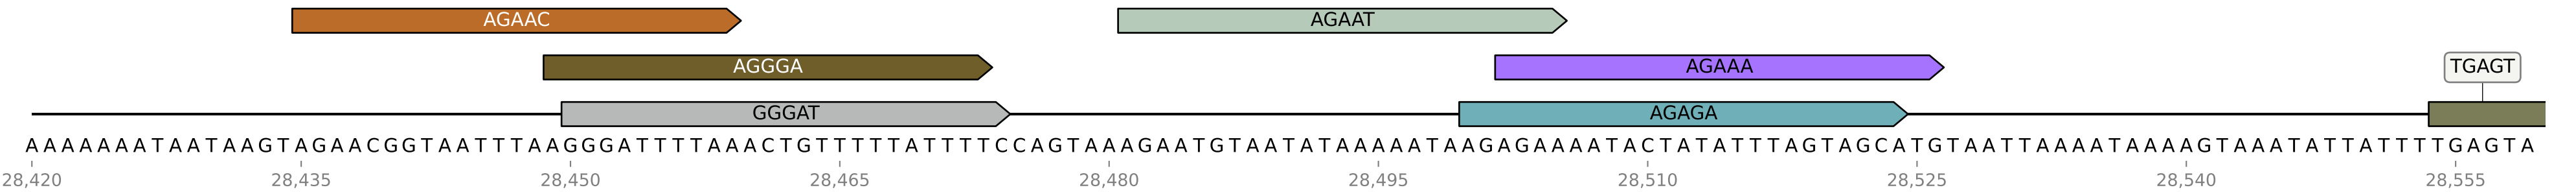 AGAAC AGAAT
AGGGA AGAAA TGAGT
GGGAT AGAGA
A A A A A A A T A A T A A G T A G A A C G G T A A T T T A A G G G A T T T T A A A C T G T T T T T A T T T T C C A G T A A A G A A T G T A A T A T A A A A A T A A G A G A A A A T A C T A T A T T T A G T A G C A T G T A A T T A A A A T A A A A G T A A A T A T T A T T T T G A G T A
28,420 28,435 28,450 28,465 28,480 28,495 28,510 28,525 28,540 28,555